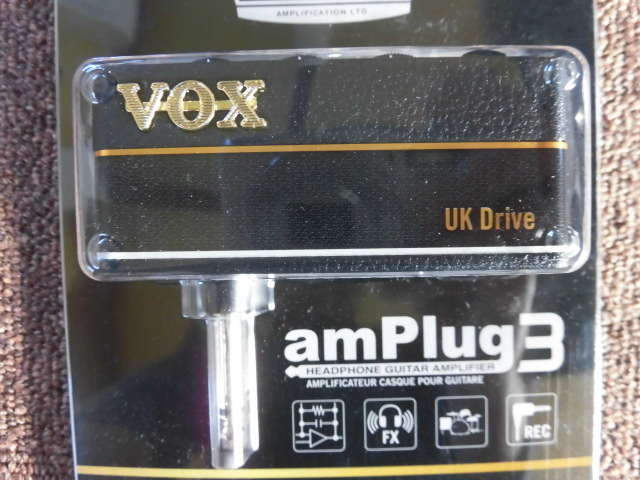 AMPLIFICATION LTD.
VOX
UK Drive
amPlug3
HEADPHONE GUITAR AMPLIFIER
AMPLIFICATEUR CASQUE POUR GUITARE
FX
REC